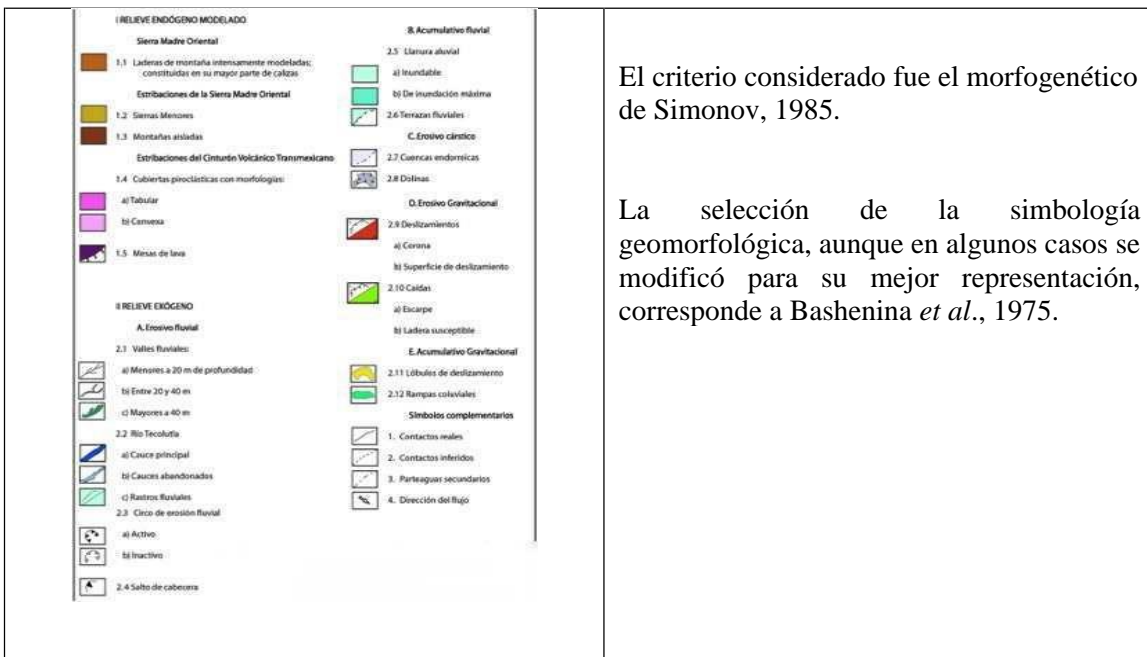 I RELIEVE ENDÓGENO MODELADO
Sierra Madre Oriental
1.1 Laderas de montaña intensamente modeladas;
constituidas en su mayor parte de calizas
Estribaciones de la Sierra Madre Oriental
1.2 Sierras Menores
1.3 Montañas aisladas
Estribaciones del Cinturón Volcánico Transmexicano
1.4 Cubiertas piroclásticas con morfologías:
a) Tabular
b) Convexa
1.5 Mesas de lava
II RELIEVE EXÓGENO
A. Erosivo fluvial
2.1 Valles fluviales:
a) Menores a 20 m de profundidad
b) Entre 20 y 40 m
c) Mayores a 40 m
2.2 Río Tecolutla
a) Cauce principal
b) Cauces abandonados
c) Rastros fluviales
2.3 Circo de erosión fluvial
a) Activo
b) Inactivo
2.4 Salto de cabecera
B. Acumulativo fluvial
2.5 Llanura aluvial
a) Inundable
b) De inundación máxima
2.6 Terrazas fluviales
C. Erosivo cárstico
2.7 Cuencas endorreicas
2.8 Dolinas
D. Erosivo Gravitacional
2.9 Deslizamientos
a) Corona
b) Superficie de deslizamiento
2.10 Caídas
a) Escarpe
b) Ladera susceptible
E. Acumulativo Gravitacional
2.11 Lóbulos de deslizamiento
2.12 Rampas coluviales
Símbolos complementarios
1. Contactos reales
2. Contactos inferidos
3. Parteaguas secundarios
4. Dirección del flujo
El criterio considerado fue el morfogenético
de Simonov, 1985.
La selección de la simbología
geomorfológica, aunque en algunos casos se
modificó para su mejor representación,
corresponde a Bashenina et al., 1975.